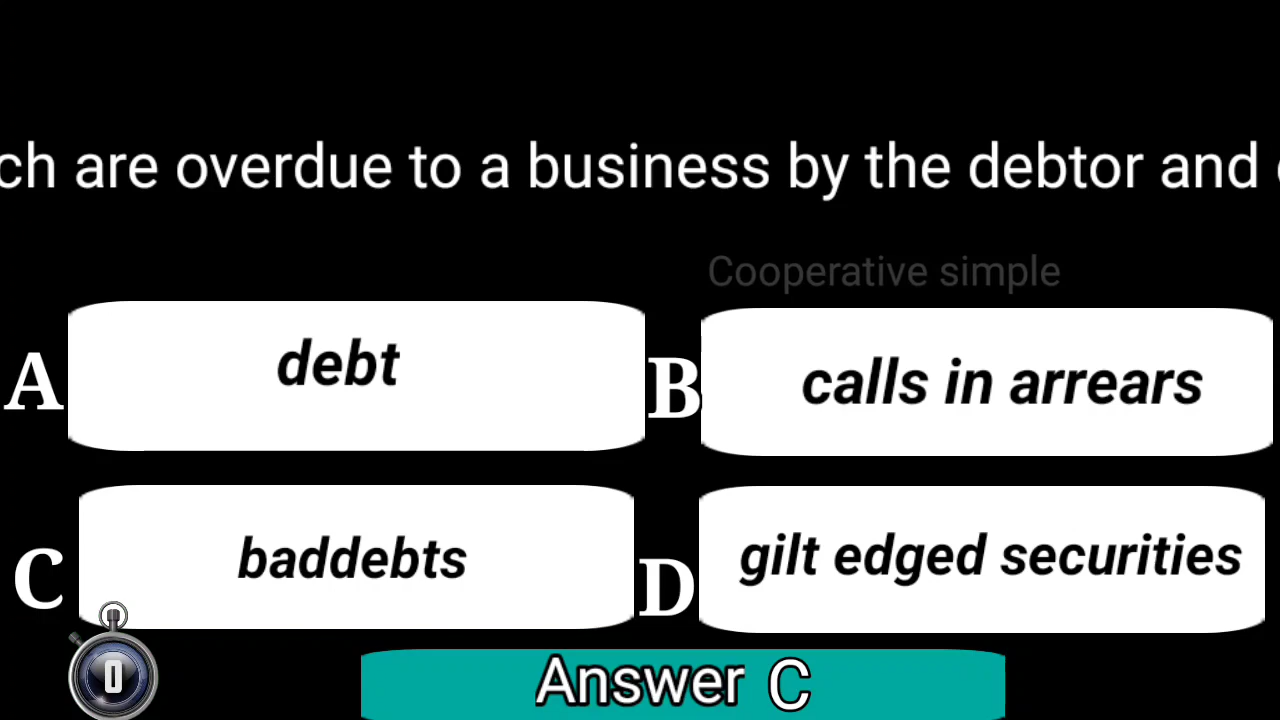 ch are overdue to a business by the debtor and
Cooperative simple
A debt
B calls in arrears
C baddebts
D gilt edged securities
0
Answer C